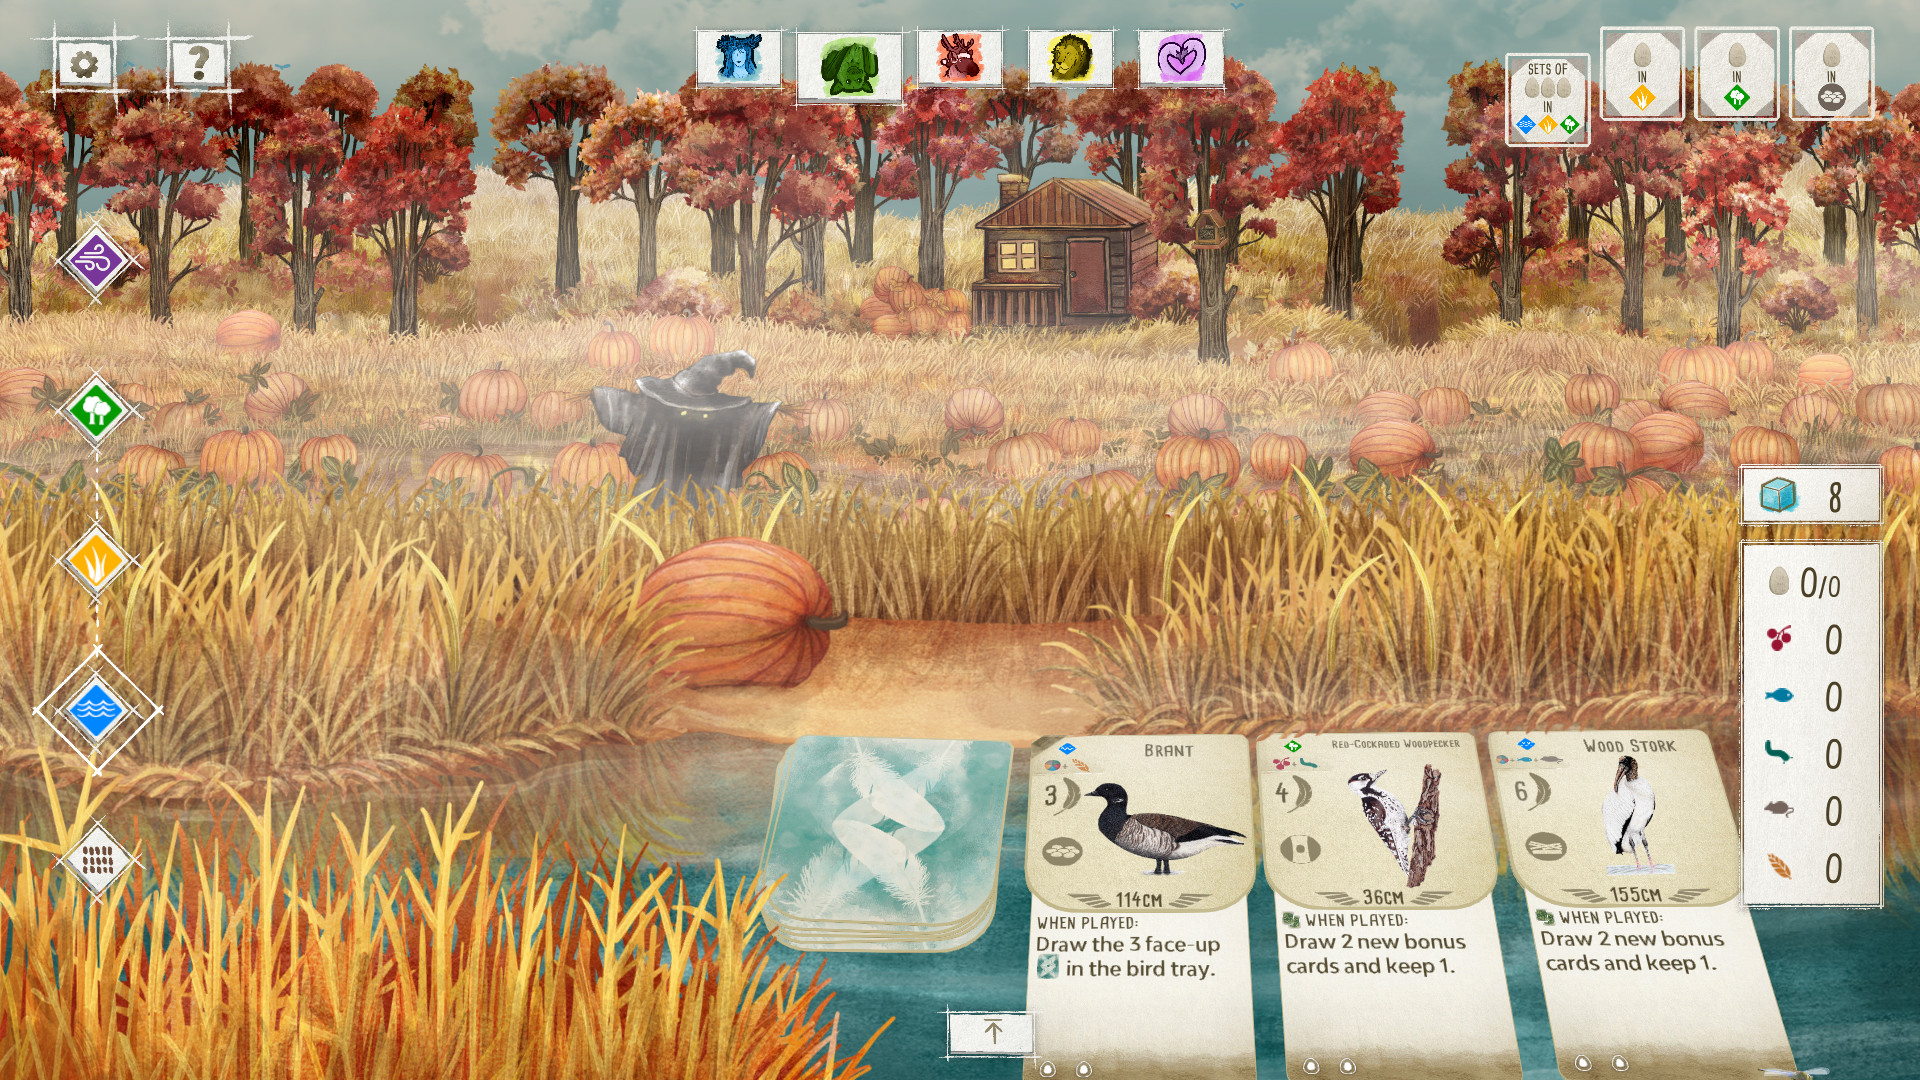 ?
SETS OF
IN
IN
IN
IN
8
0/0
0
0
0
0
0
BRANT
3
114CM
WHEN PLAYED:
Draw the 3 face-up
in the bird tray.
RED-COCKADED WOODPECKER
4
36CM
WHEN PLAYED:
Draw 2 new bonus
cards and keep 1.
WOOD STORK
6
155CM
WHEN PLAYED:
Draw 2 new bonus
cards and keep 1.